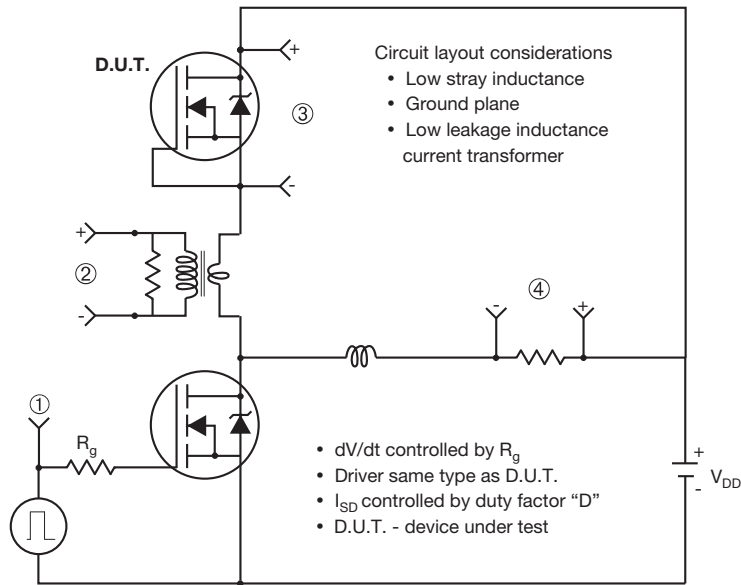 D.U.T.
+
③
-
Circuit layout considerations
• Low stray inductance
• Ground plane
• Low leakage inductance
current transformer
+
②
-
-
④
+
①
Rg
• dV/dt controlled by Rg
• Driver same type as D.U.T.
• ISD controlled by duty factor “D”
• D.U.T. - device under test
+
VDD
-